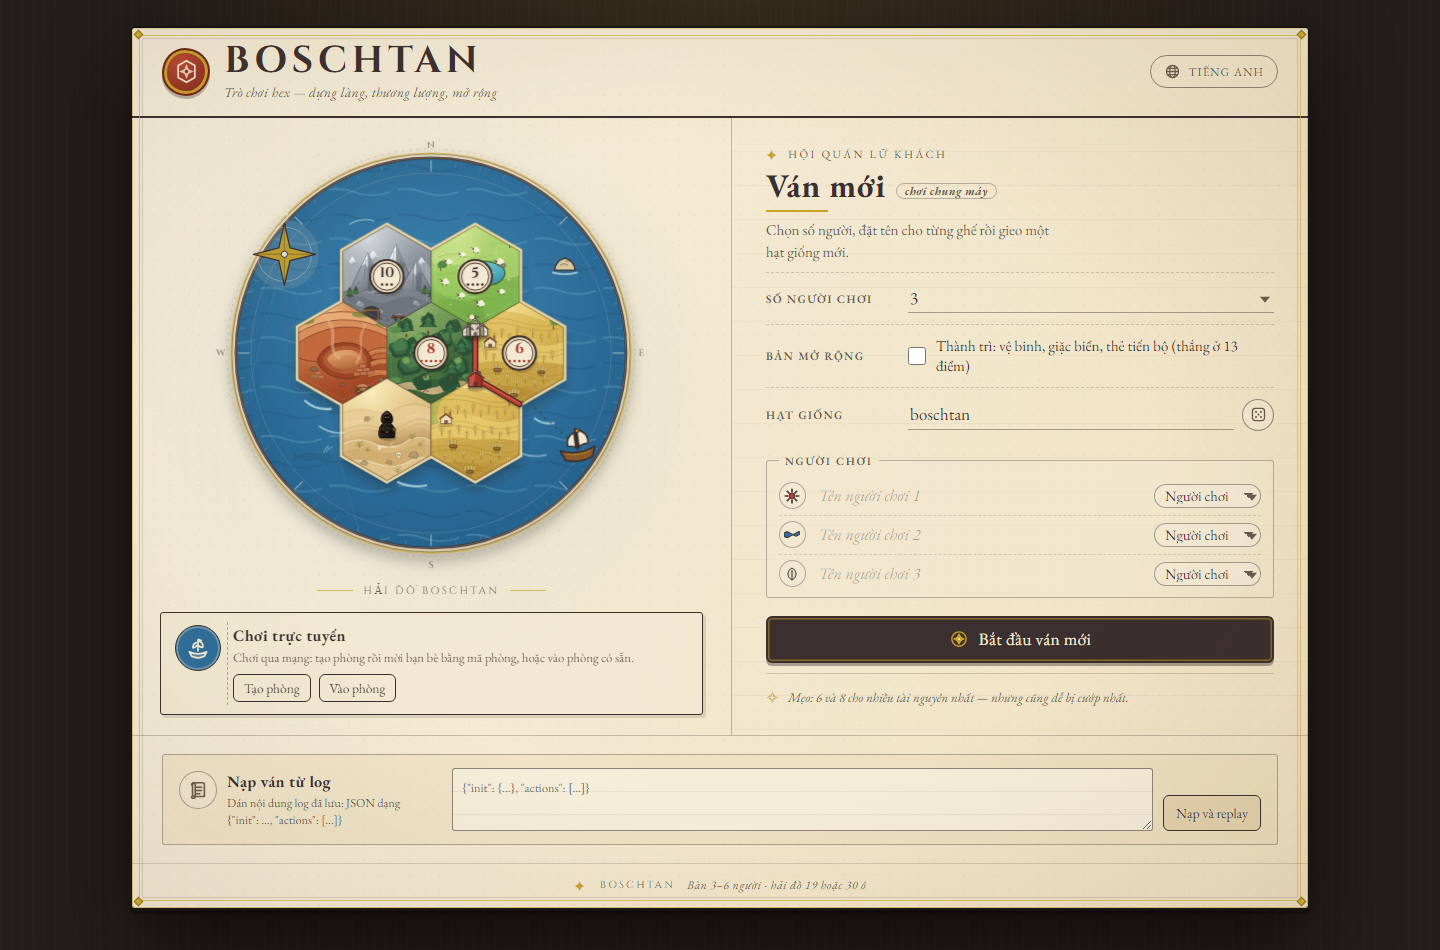 BOSCHTAN
Trò chơi hex — dựng làng, thương lượng, mở rộng
TIẾNG ANH
N
W
E
S
10
5
8
6
HẢI ĐỒ BOSCHTAN
Chơi trực tuyến
Chơi qua mạng: tạo phòng rồi mời bạn bè bằng mã phòng, hoặc vào phòng có sẵn.
Tạo phòng
Vào phòng
HỘI QUÁN LỮ KHÁCH
Ván mới
chơi chung máy
Chọn số người, đặt tên cho từng ghế rồi gieo một
hạt giống mới.
SỐ NGƯỜI CHƠI
3
BẢN MỞ RỘNG
Thành trì: vệ binh, giặc biển, thẻ tiến bộ (thắng ở 13
điểm)
HẠT GIỐNG
boschtan
NGƯỜI CHƠI
Tên người chơi 1
Người chơi
Tên người chơi 2
Người chơi
Tên người chơi 3
Người chơi
Bắt đầu ván mới
Mẹo: 6 và 8 cho nhiều tài nguyên nhất — nhưng cũng dễ bị cướp nhất.
Nạp ván từ log
Dán nội dung log đã lưu: JSON dạng
{"init": ..., "actions": [...]}
{"init": {...}, "actions": [...]}
Nạp và replay
BOSCHTAN
Bàn 3–6 người · hải đồ 19 hoặc 30 ô